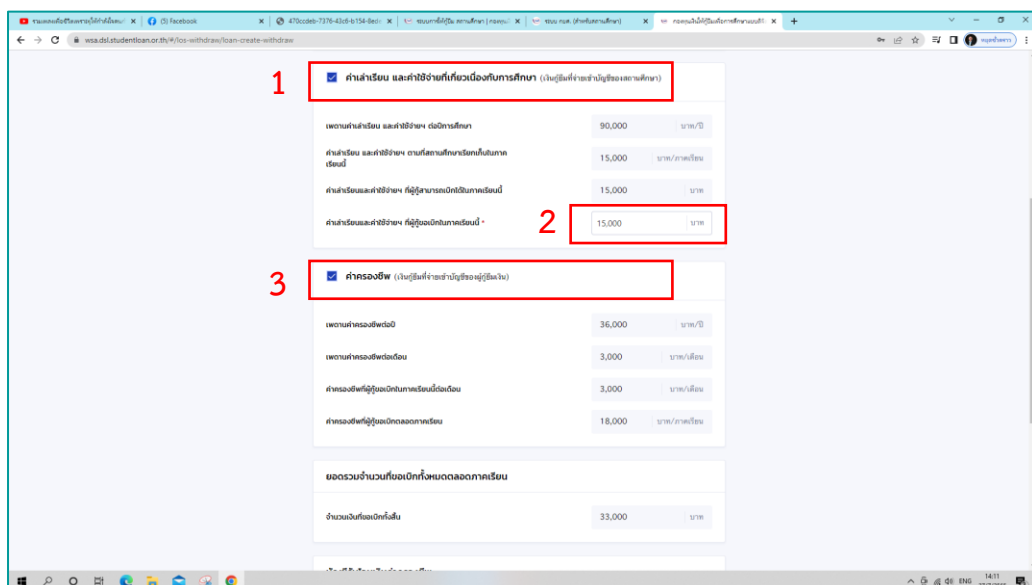 (5) Facebook
470ccdeb-7376-43c6-b154-9edc
wsa.dsl.studentloan.or.th/#/los-withdraw/loan-create-withdraw
1
ค่าเล่าเรียน และค่าใช้จ่ายที่เกี่ยวเนื่องกับการศึกษา (เงินกู้ยืมที่จ่ายเข้าบัญชีของสถานศึกษา)
เพดานค่าเล่าเรียน และค่าใช้จ่ายฯ ต่อปีการศึกษา 90,000 บาท/ปี
ค่าเล่าเรียน และค่าใช้จ่ายฯ ตามที่สถานศึกษาเรียกเก็บในภาค
เรียนนี้ 15,000 บาท/ภาคเรียน
ค่าเล่าเรียนและค่าใช้จ่ายฯ ที่ผู้กู้สามารถเบิกได้ในภาคเรียนนี้ 15,000 บาท
ค่าเล่าเรียนและค่าใช้จ่ายฯ ที่ผู้กู้ขอเบิกในภาคเรียนนี้ * 2 15,000 บาท
3
ค่าครองชีพ (เงินกู้ยืมที่จ่ายเข้าบัญชีของผู้กู้ยืมเงิน)
เพดานค่าครองชีพต่อปี 36,000 บาท/ปี
เพดานค่าครองชีพต่อเดือน 3,000 บาท/เดือน
ค่าครองชีพที่ผู้กู้ขอเบิกในภาคเรียนนี้ต่อเดือน 3,000 บาท/เดือน
ค่าครองชีพที่ผู้กู้ขอเบิกตลอดภาคเรียน 18,000 บาท/ภาคเรียน
ยอดรวมจำนวนที่ขอเบิกทั้งหมดตลอดภาคเรียน
จำนวนเงินที่ขอเบิกทั้งสิ้น 33,000 บาท
ENG 14:11